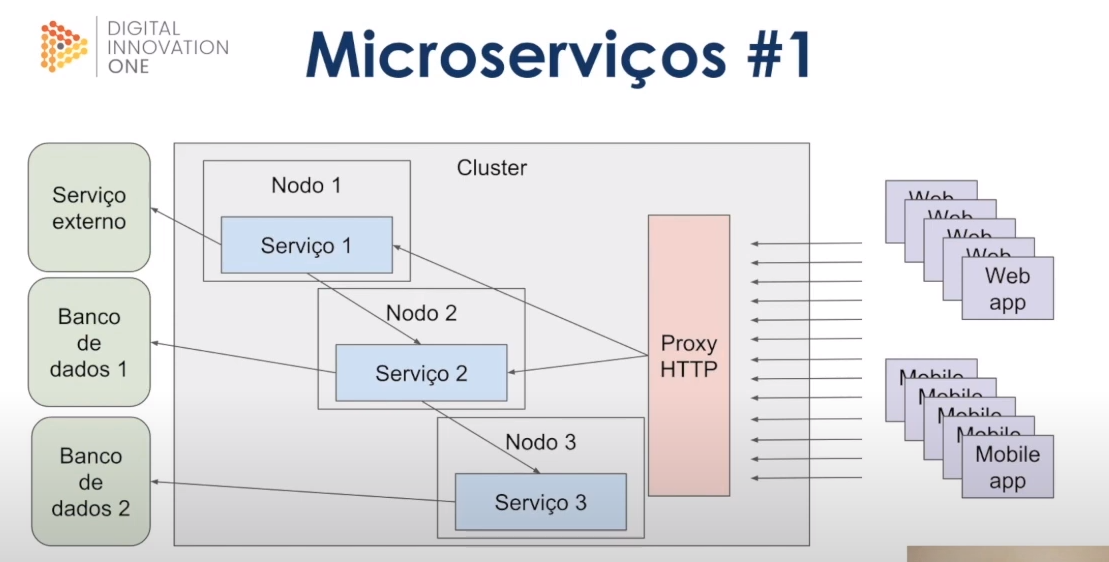 DIGITAL
INNOVATION
ONE
Microserviços #1
Serviço
externo
Banco
de
dados 1
Banco
de
dados 2
Cluster
Nodo 1
Serviço 1
Nodo 2
Serviço 2
Nodo 3
Serviço 3
Proxy
HTTP
Web
Web
Web
Web
Web
app
Mobile
Mobile
Mobile
Mobile
Mobile
app